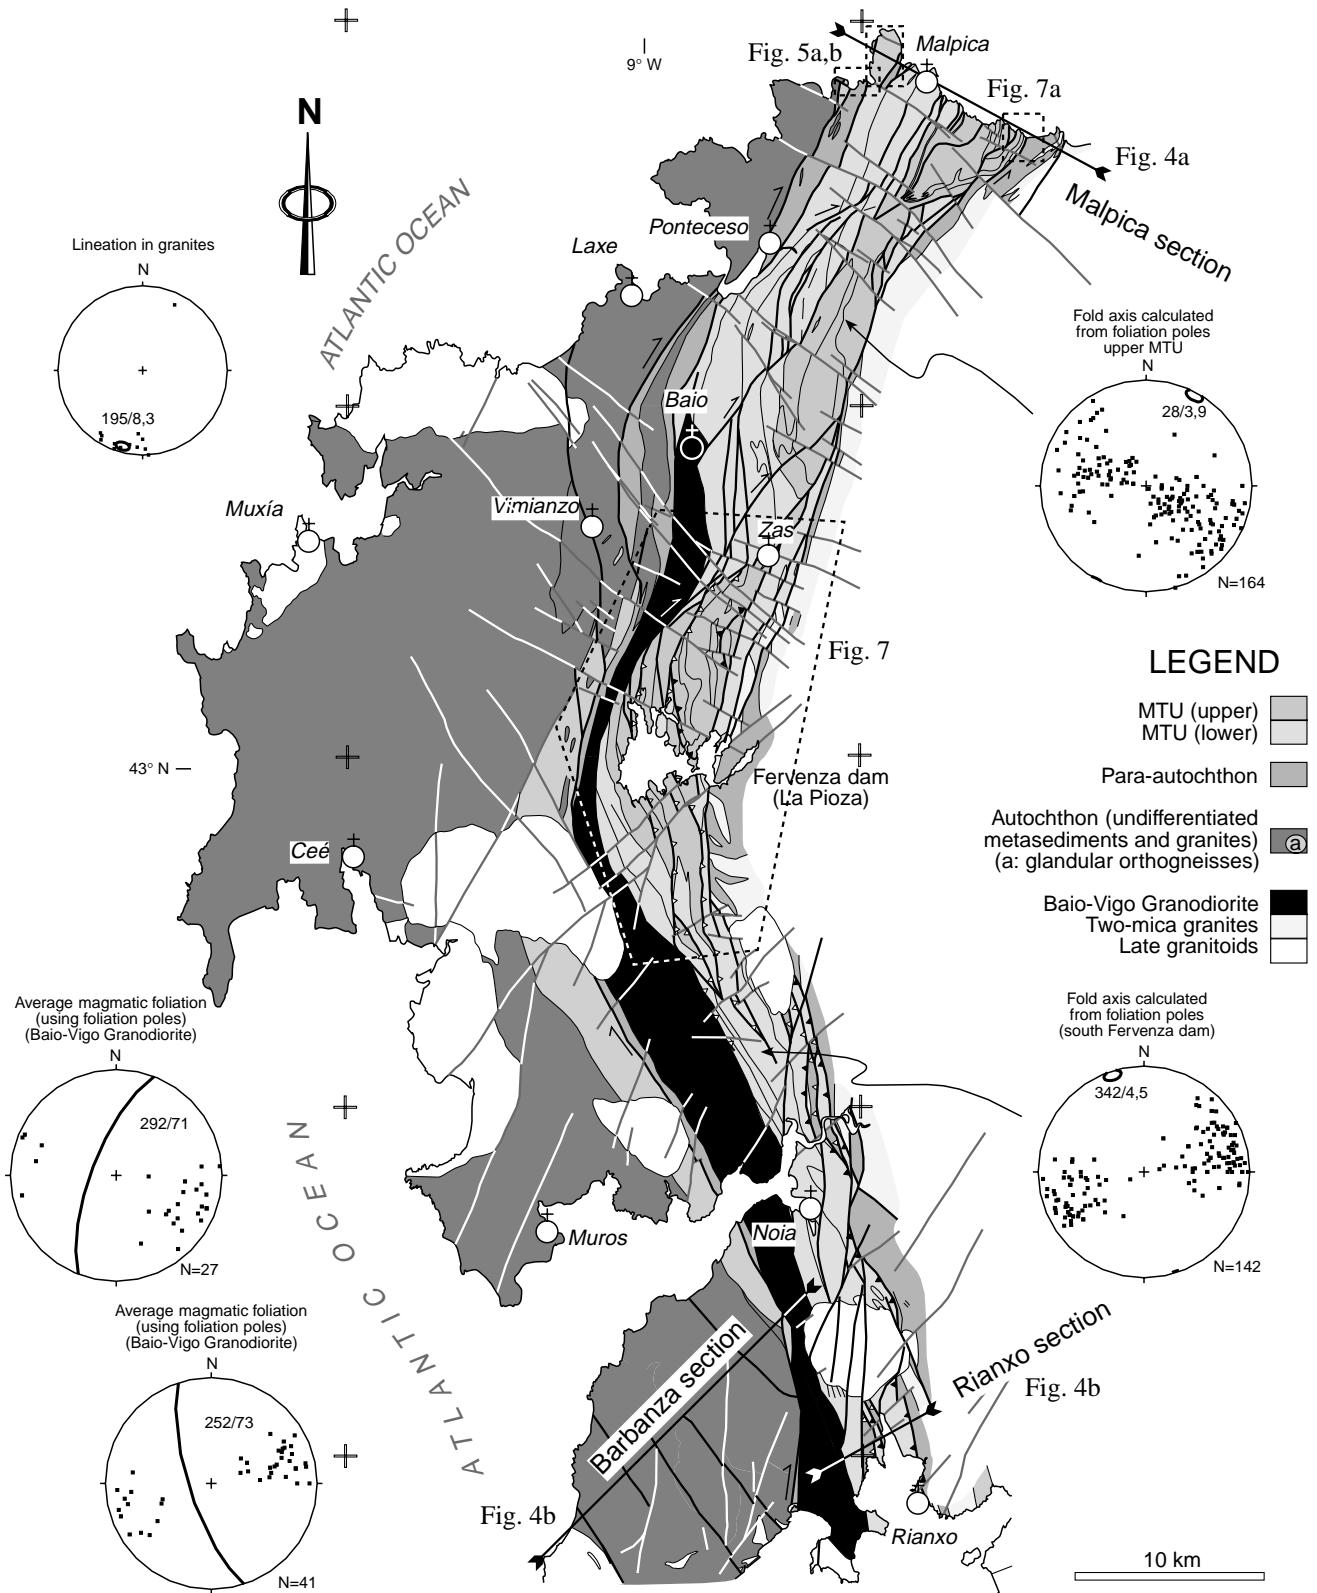 Malpica
Fig. 5a,b
9° W
Fig. 7a
N
Fig. 4a
Malpica section
ATLANTIC OCEAN
Ponteceso
Laxe
Lineation in granites
N
195/8,3
Fold axis calculated
from foliation poles
upper MTU
N
28/3,9
N=164
Baio
Muxía
Vimianzo
Zas
Fig. 7
LEGEND
MTU (upper)
MTU (lower)
Para-autochthon
Autochthon (undifferentiated
metasediments and granites)
(a: glandular orthogneisses)
a
Baio-Vigo Granodiorite
Two-mica granites
Late granitoids
43° N
Fervenza dam
(La Pioza)
Ceé
Average magmatic foliation
(using foliation poles)
(Baio-Vigo Granodiorite)
N
292/71
N=27
Fold axis calculated
from foliation poles
(south Fervenza dam)
N
342/4,5
N=142
ATLANTIC OCEAN
Muros
Noia
Average magmatic foliation
(using foliation poles)
(Baio-Vigo Granodiorite)
N
252/73
N=41
Barbanza section
Rianxo section
Fig. 4b
Fig. 4b
Rianxo
10 km